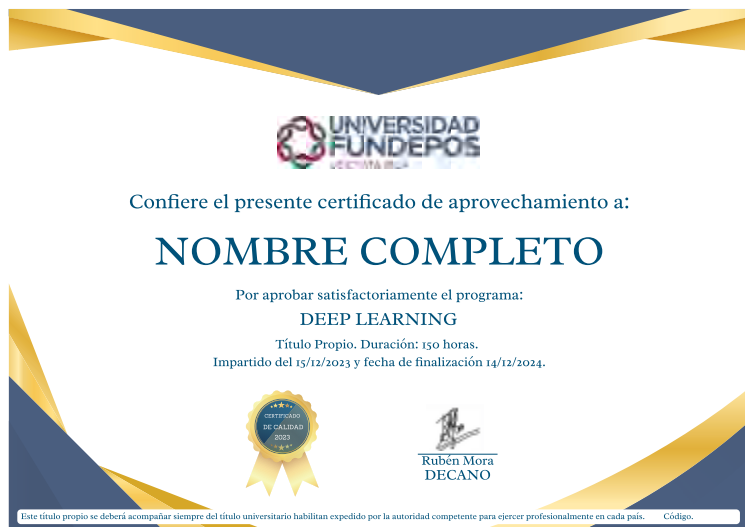 UNIVERSIDAD
FUNDEPOS
Confiere el presente certificado de aprovechamiento a:
NOMBRE COMPLETO
Por aprobar satisfactoriamente el programa:
DEEP LEARNING
Título Propio. Duración: 150 horas.
Impartido del 15/12/2023 y fecha de finalización 14/12/2024.
CERTIFICADO
DE CALIDAD
2023
Rubén Mora
DECANO
Este título propio se deberá acompañar siempre del título universitario habilitan expedido por la autoridad competente para ejercer profesionalmente en cada país. Código.